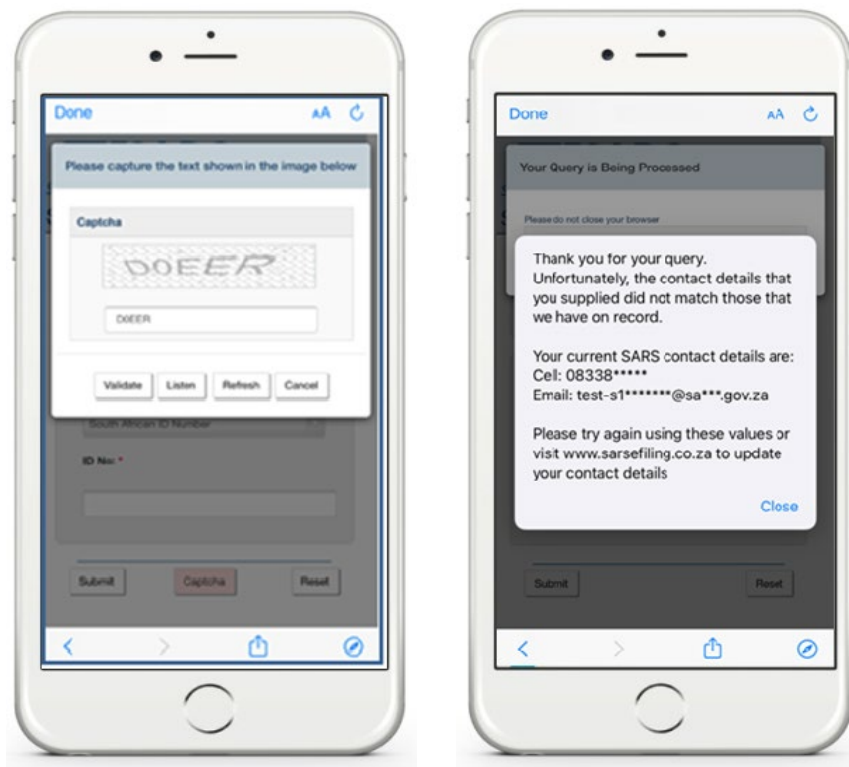 Done
AA
Please capture the text shown in the image below
Captcha
D0EER
D0EER
Validate
Listen
Refresh
Cancel
South African ID Number
ID No: *
Submit
Captcha
Reset
Done
AA
Your Query is Being Processed
Please do not close your browser
Thank you for your query.
Unfortunately, the contact details that
you supplied did not match those that
we have on record.
Your current SARS contact details are:
Cell: 08338*****
Email: test-s1*******@sa***.gov.za
Please try again using these values or
visit www.sarsefiling.co.za to update
your contact details
Close
Submit
Reset